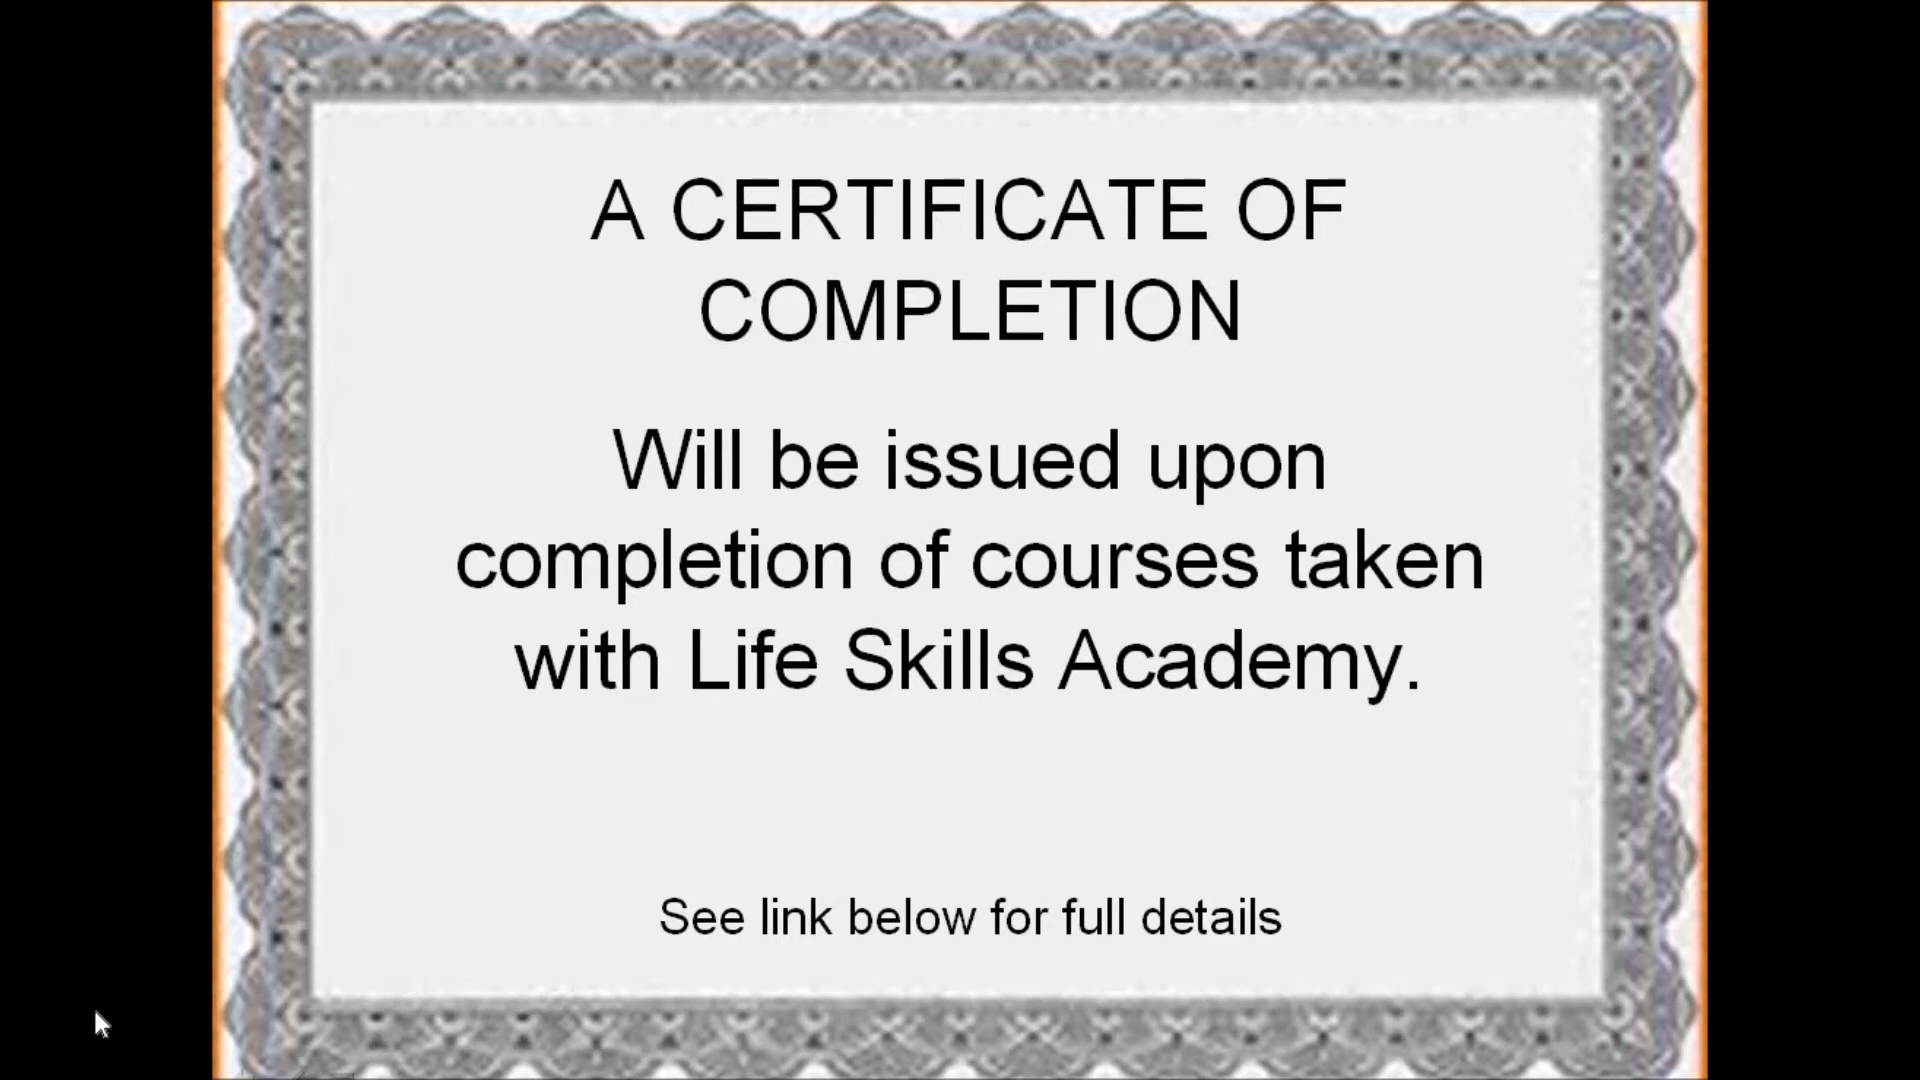 A CERTIFICATE OF
COMPLETION
Will be issued upon
completion of courses taken
with Life Skills Academy.
See link below for full details